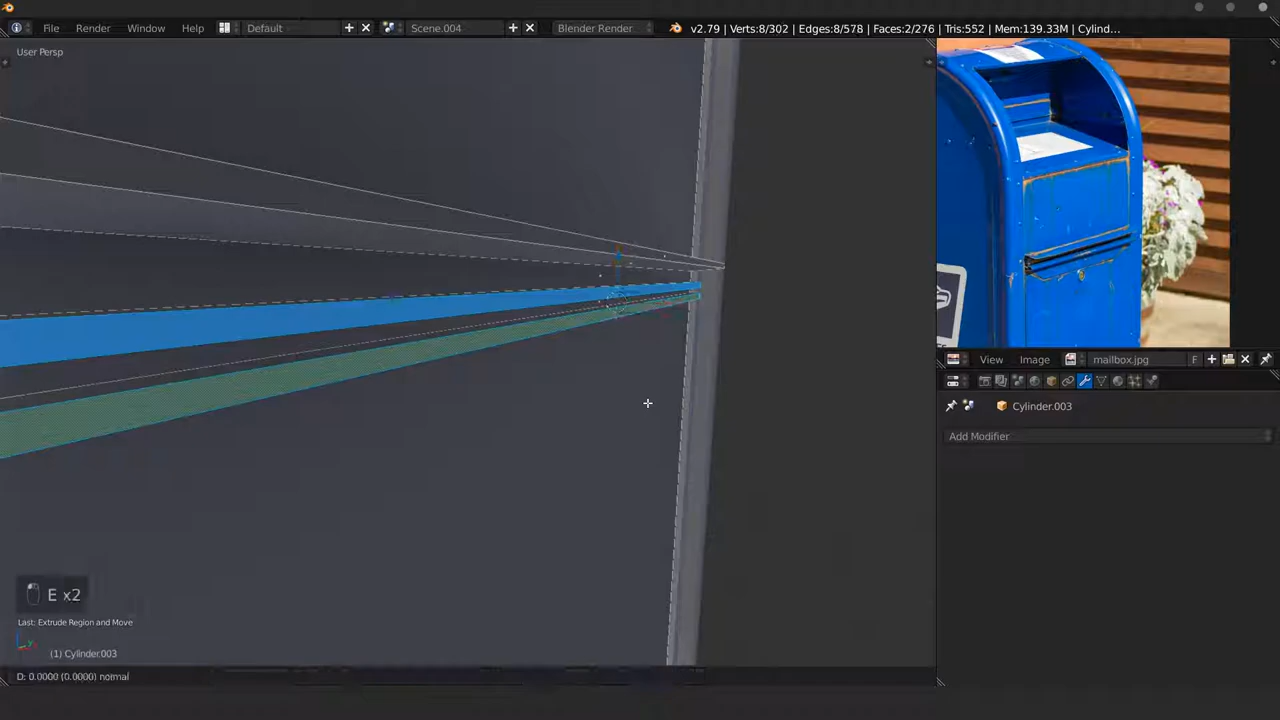 File Render Window Help Default Scene.004 Blender Render v2.79 | Verts:8/302 | Edges:8/578 | Faces:2/276 | Tris:552 | Mem:139.33M | Cylind...
User Persp
View Image mailbox.jpg F
Cylinder.003
Add Modifier
E x2
Last: Extrude Region and Move
(1) Cylinder.003
D: 0.0000 (0.0000) normal